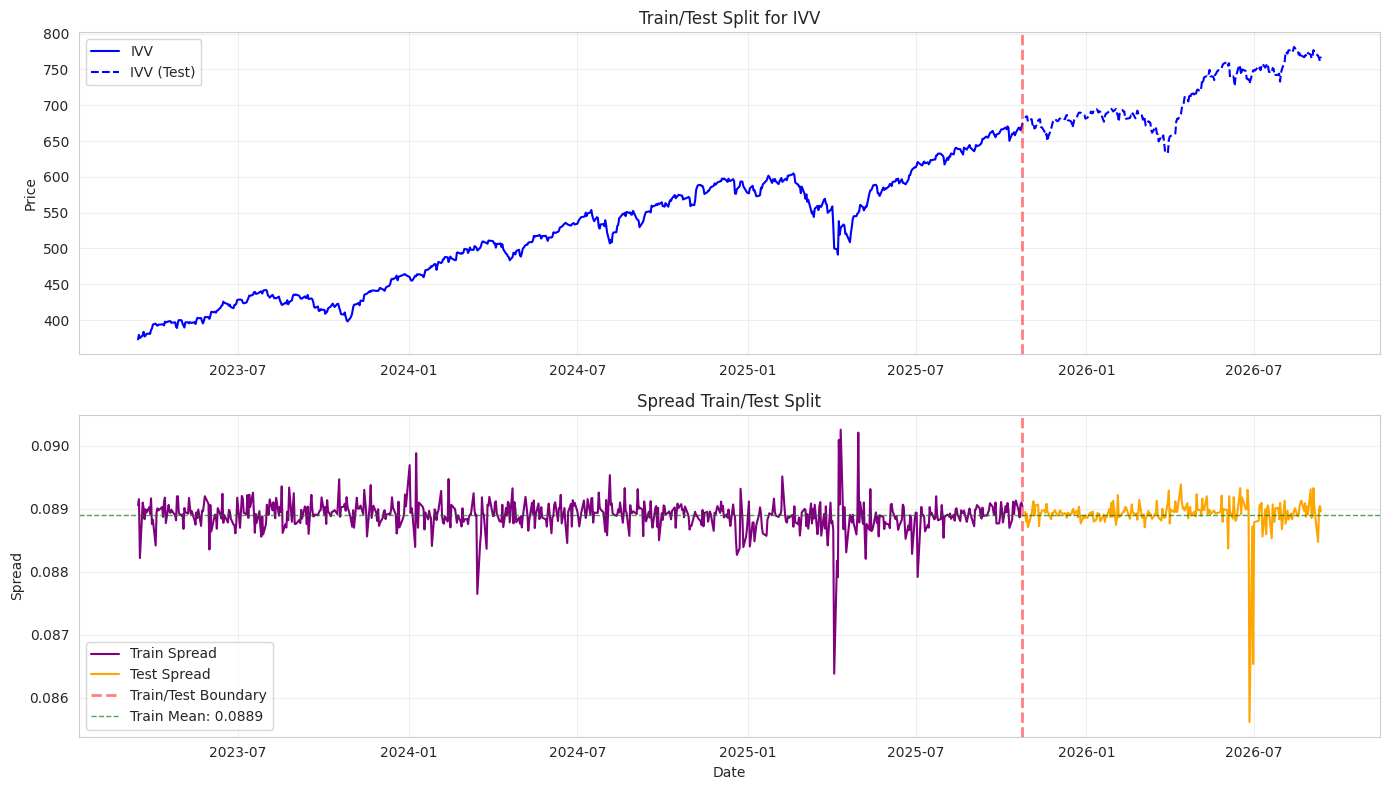 Train/Test Split for IVV
800
750
700
650
600
550
500
450
400
Price
IVV
IVV (Test)
2023-07 2024-01 2024-07 2025-01 2025-07 2026-01 2026-07
Spread Train/Test Split
0.090
0.089
0.088
0.087
0.086
Spread
Train Spread
Test Spread
Train/Test Boundary
Train Mean: 0.0889
2023-07 2024-01 2024-07 2025-01 2025-07 2026-01 2026-07
Date